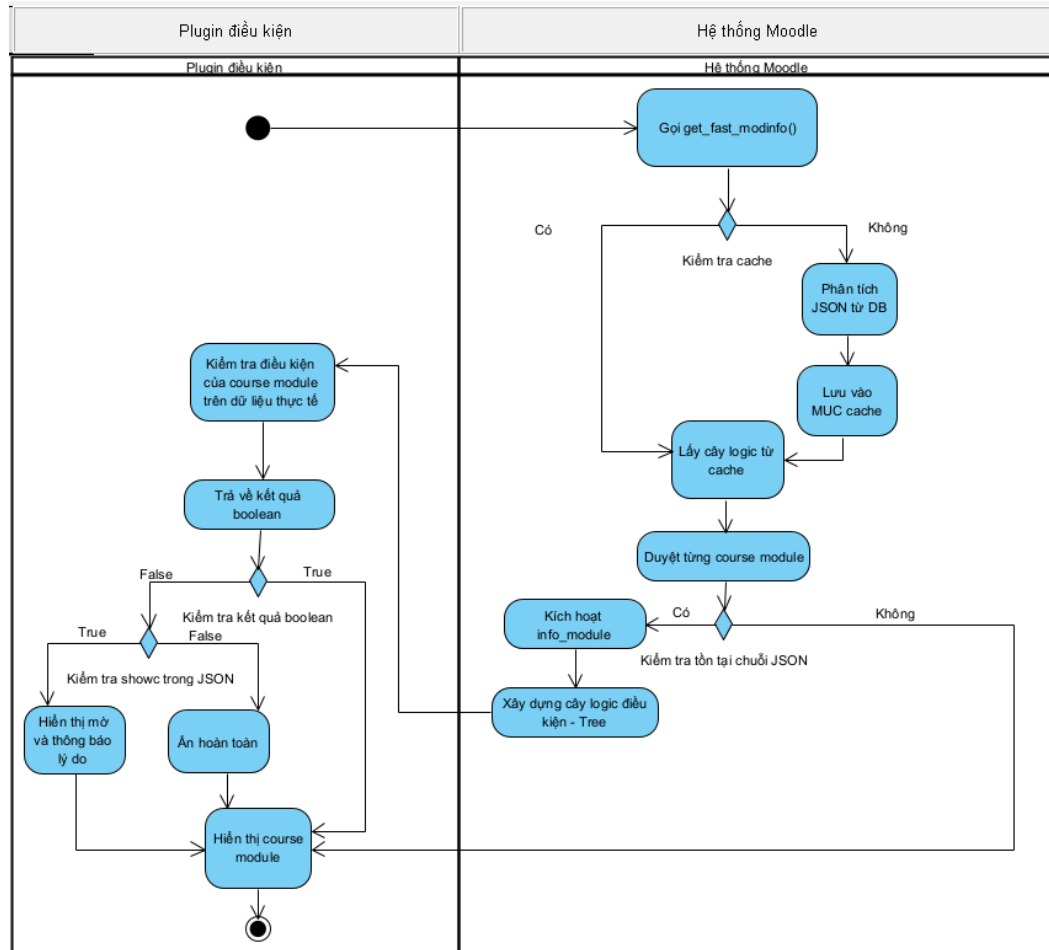 Plugin điều kiện
Hệ thống Moodle
Plugin điều kiện
Hệ thống Moodle
Gọi get_fast_modinfo()
Có
Không
Kiểm tra cache
Phân tích
JSON từ DB
Lưu vào
MUC cache
Lấy cây logic từ
cache
Duyệt từng course module
Có
Không
Kiểm tra tồn tại chuỗi JSON
Kích hoạt
info_module
Xây dựng cây logic điều
kiện - Tree
Kiểm tra điều kiện
của course module
trên dữ liệu thực tế
Trả về kết quả
boolean
False
True
Kiểm tra kết quả boolean
True
False
Kiểm tra showc trong JSON
Hiển thị mờ
và thông báo
lý do
Ẩn hoàn toàn
Hiển thị course
module